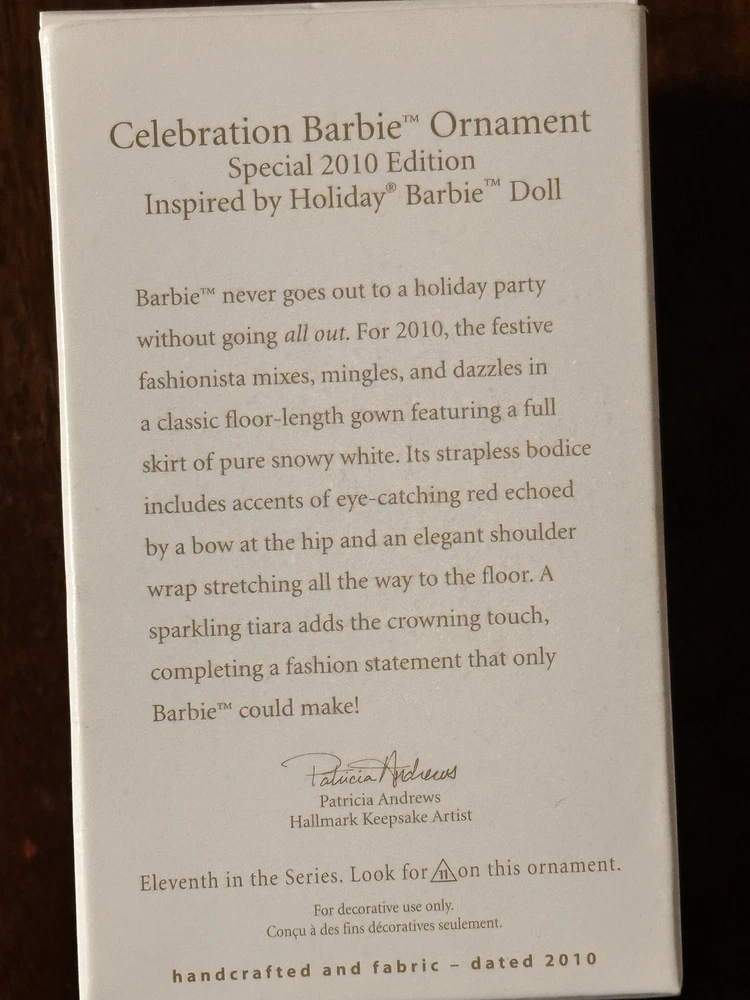 Celebration Barbie™ Ornament
Special 2010 Edition
Inspired by Holiday® Barbie™ Doll
Barbie™ never goes out to a holiday party
without going all out. For 2010, the festive
fashionista mixes, mingles, and dazzles in
a classic floor-length gown featuring a full
skirt of pure snowy white. Its strapless bodice
includes accents of eye-catching red echoed
by a bow at the hip and an elegant shoulder
wrap stretching all the way to the floor. A
sparkling tiara adds the crowning touch,
completing a fashion statement that only
Barbie™ could make!
Patricia Andrews
Patricia Andrews
Hallmark Keepsake Artist
Eleventh in the Series. Look for 11 on this ornament.
For decorative use only.
Conçu à des fins décoratives seulement.
handcrafted and fabric – dated 2010